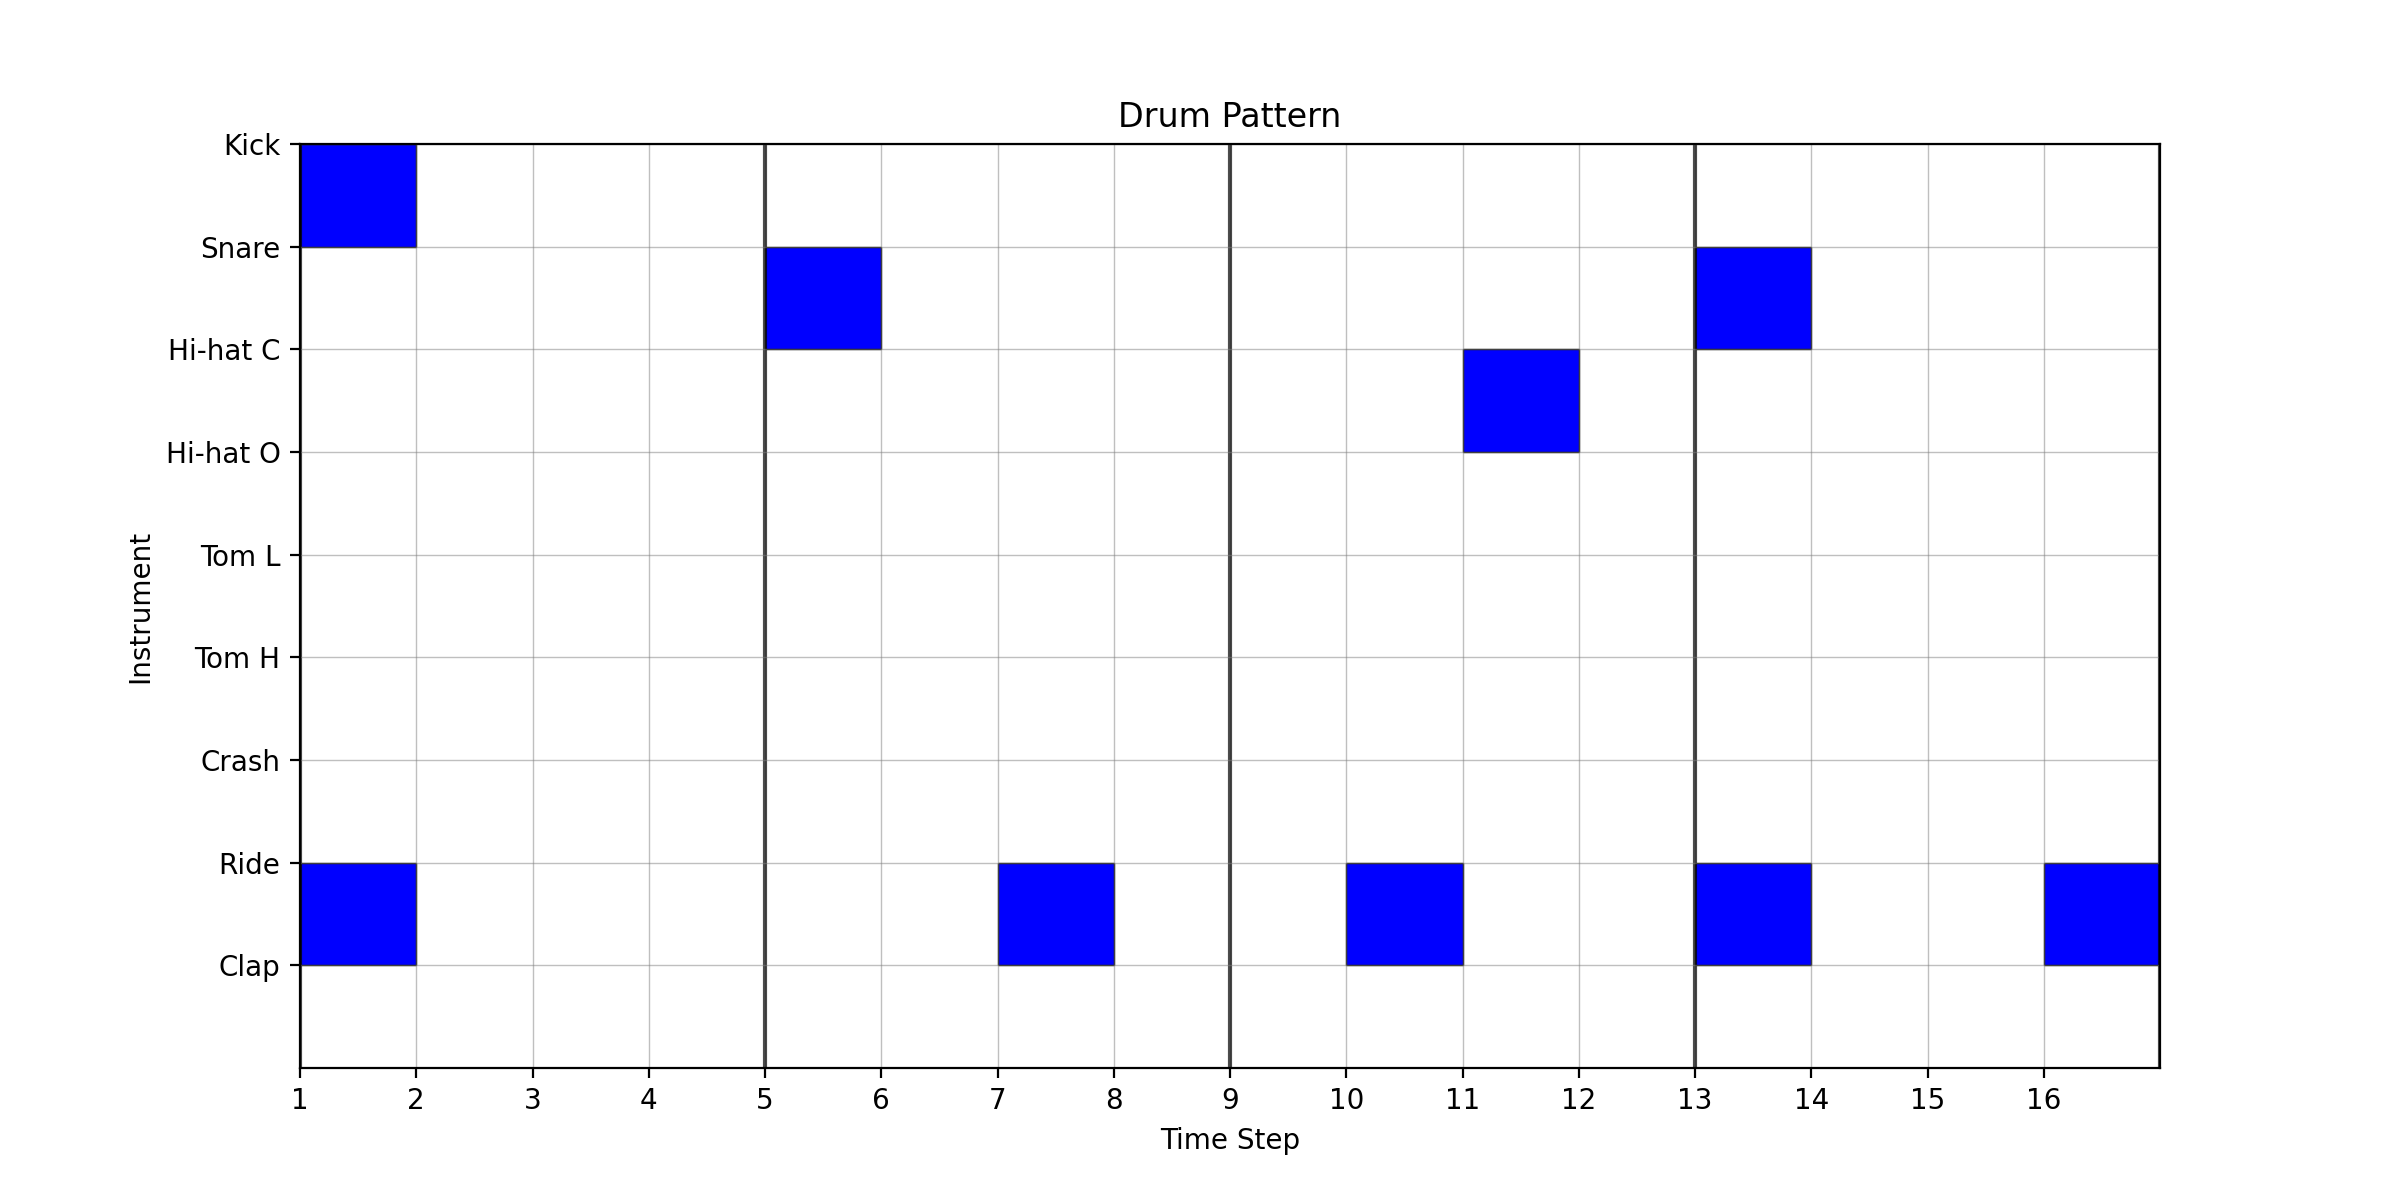 Drum Pattern
Kick
Snare
Hi-hat C
Hi-hat O
Tom L
Tom H
Crash
Ride
Clap
Instrument
1 2 3 4 5 6 7 8 9 10 11 12 13 14 15 16
Time Step